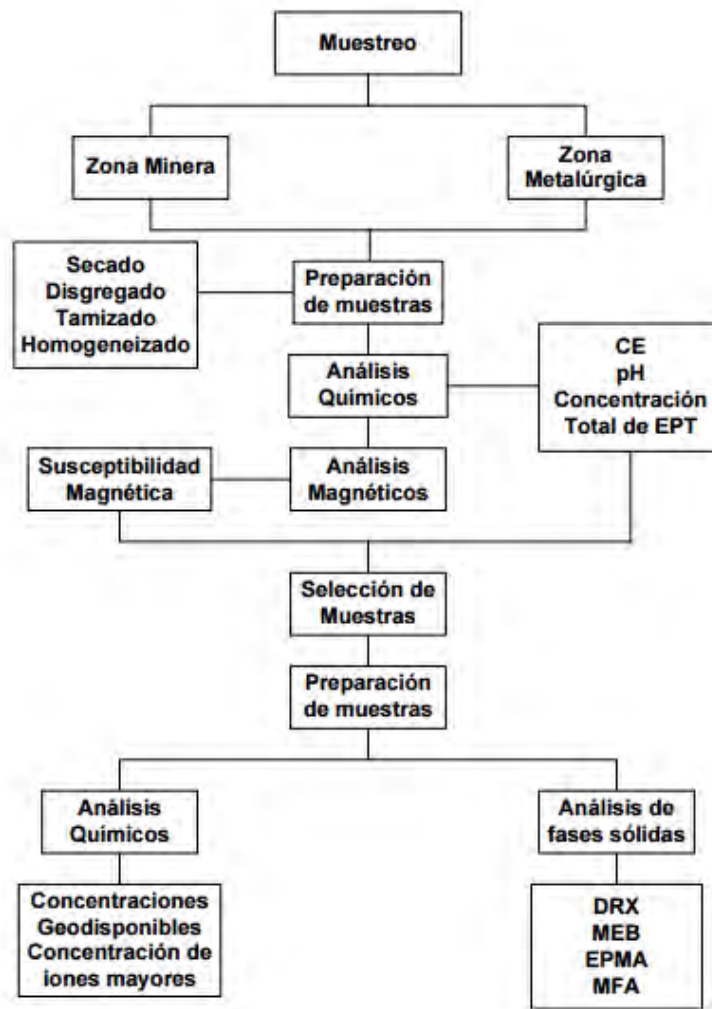 Muestreo
Zona Minera
Zona
Metalúrgica
Secado
Disgregado
Tamizado
Homogeneizado
Preparación
de muestras
Análisis
Quimicos
CE
pH
Concentración
Total de EPT
Susceptibilidad
Magnética
Análisis
Magnéticos
Selección de
Muestras
Preparación
de muestras
Análisis
Quimicos
Análisis de
fases sólidas
Concentraciones
Geodisponibles
Concentración de
iones mayores
DRX
MEB
EPMA
MFA